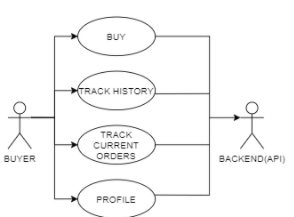 BUY
TRACK HISTORY
TRACK
CURRENT
ORDERS
BUYER
BACKEND(API)
PROFILE